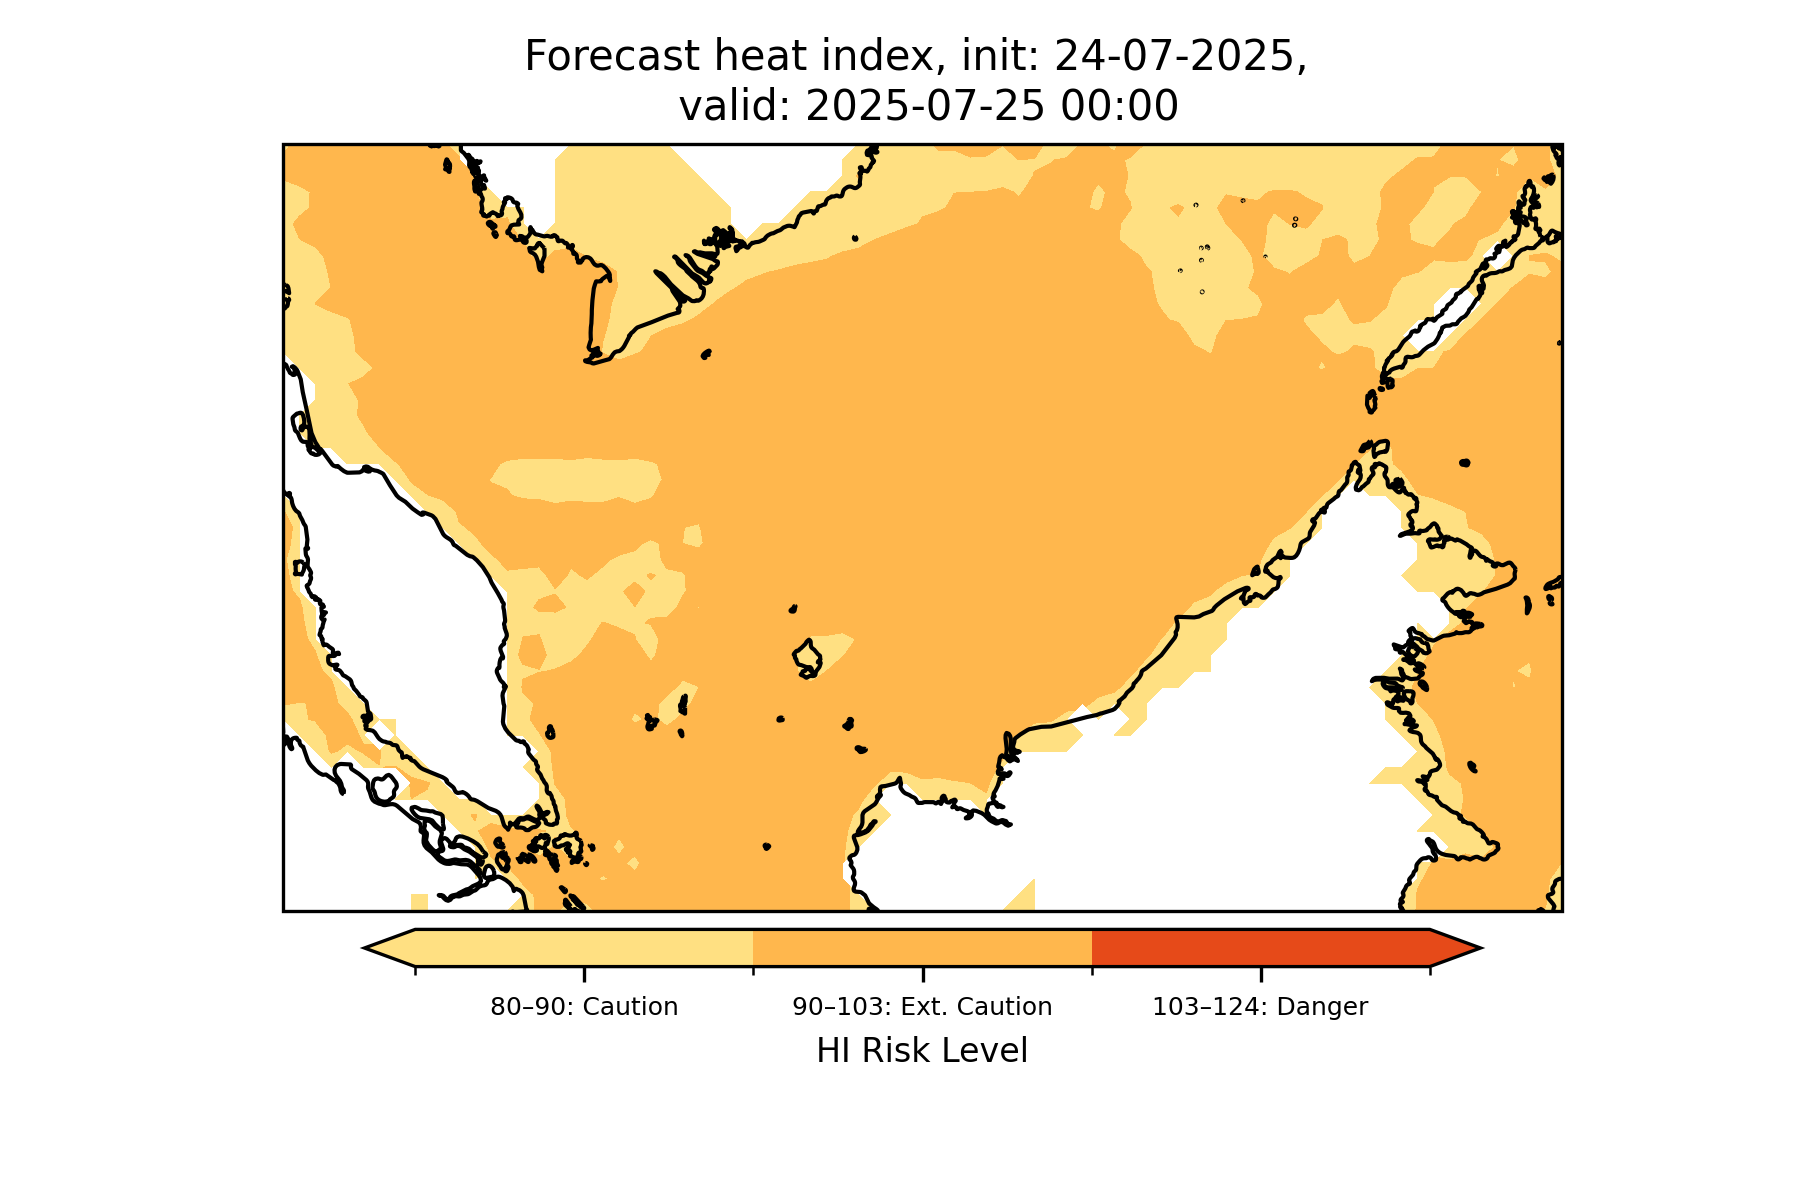 Forecast heat index, init: 24-07-2025,
valid: 2025-07-25 00:00
80–90: Caution
90–103: Ext. Caution
103–124: Danger
HI Risk Level